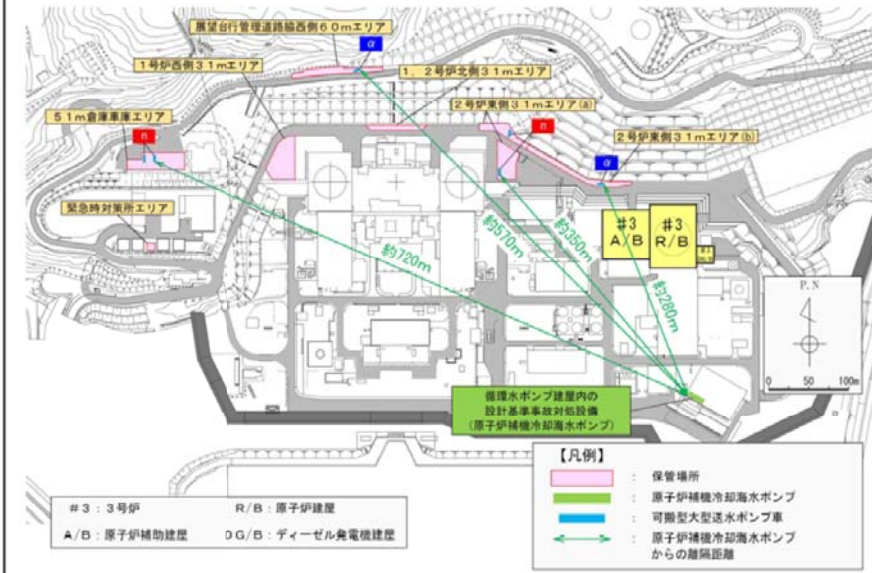 展望台行管理道路脇西側60mエリア
α
1号炉西側31mエリア
1,2号炉北側31mエリア
51m倉庫車庫エリア
n
2号炉東側31mエリア(a)
n
2号炉東側31mエリア(b)
α
緊急時対策所エリア
#3
A/B
#3
R/B
約720m
約570m
約350m
約280m
P.N
0 50 100m
循環水ポンプ建屋内の
設計基準事故対処設備
(原子炉補機冷却海水ポンプ)
【凡例】
: 保管場所
: 原子炉補機冷却海水ポンプ
: 可搬型大型送水ポンプ車
: 原子炉補機冷却海水ポンプ
からの離隔距離
#3:3号炉 R/B:原子炉建屋
A/B:原子炉補助建屋 DG/B:ディーゼル発電機建屋